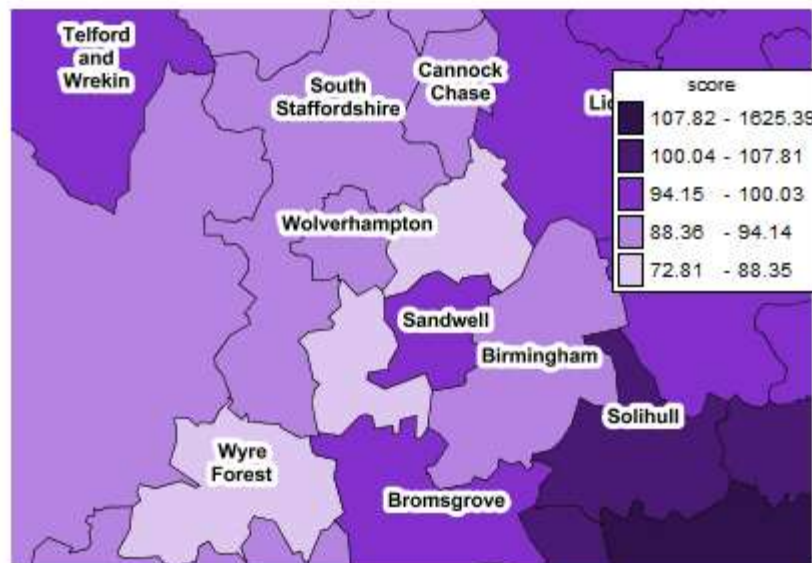 Telford
and
Wrekin
South
Staffordshire
Cannock
Chase
score
107.82 - 1625.39
100.04 - 107.81
94.15 - 100.03
88.36 - 94.14
72.81 - 88.35
Wolverhampton
Sandwell
Birmingham
Solihull
Wyre
Forest
Bromsgrove